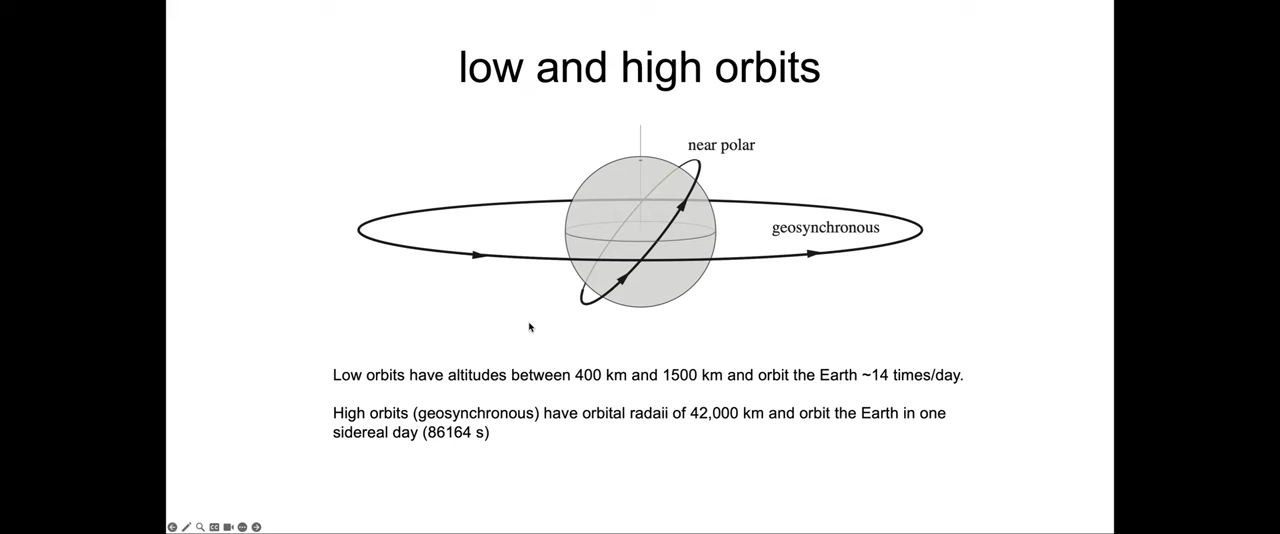 low and high orbits
near polar
geosynchronous
Low orbits have altitudes between 400 km and 1500 km and orbit the Earth ~14 times/day.
High orbits (geosynchronous) have orbital radaii of 42,000 km and orbit the Earth in one
sidereal day (86164 s)